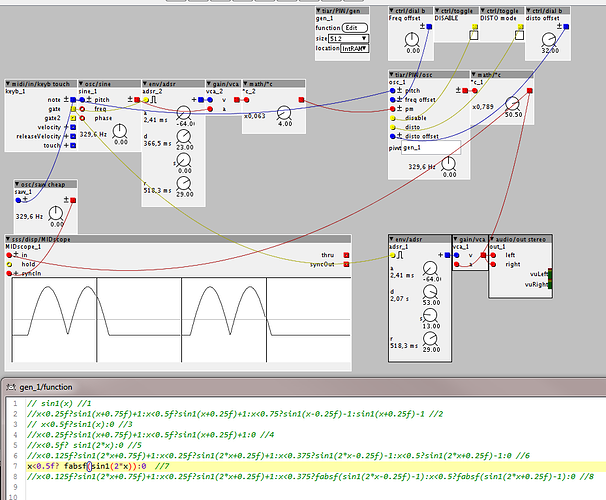 tiar/PIW/gen
gen_1
function Edit
size 512
location IntRAM
ctrl/dial b
Freq offset
0.00
ctrl/toggle
DISABLE
ctrl/toggle
DISTO mode
ctrl/dial b
disto offset
32.00
midi/in/keyb touch
keyb_1
note
gate
gate2
velocity
releaseVelocity
touch
osc/sine
sine_1
pitch
freq
phase
329,6 Hz
0.00
env/adsr
adsr_2
a
2,41 ms
-64.0
d
366,5 ms
23.00
s
0.00
r
518,3 ms
29.00
gain/vca
vca_2
v
a
math/*c
*c_2
x0,063
4.00
tiar/PIW/osc
osc_1
pitch
freq offset
pm
disable
disto
disto offset
gen_1
329,6 Hz
0.00
math/*c
*c_1
x0,789
50.50
osc/saw cheap
saw_1
329,6 Hz
0.00
sss/disp/MIDscope
MIDscope_1
in
hold
syncIn
thru
syncOut
env/adsr
adsr_1
a
2,41 ms
-64.0
d
2,07 s
53.00
s
13.00
r
518,3 ms
29.00
gain/vca
vca_1
v
a
audio/out stereo
out_1
left
right
vuLeft
vuRight
gen_1/function
1 // sin1(x) //1
2 //x<0.25f?sin1(x+0.75f)+1:x<0.5f?sin1(x+0.25f)+1:x<0.75?sin1(x-0.25f)-1:sin1(x+0.25f)-1 //2
3 // x<0.5f?sin1(x):0 //3
4 //x<0.25f?sin1(x+0.75f)+1:x<0.5f?sin1(x+0.25f)+1:0 //4
5 //x<0.5f? sin1(2*x):0 //5
6 //x<0.125f?sin1(2*x+0.75f)+1:x<0.25f?sin1(2*x+0.25f)+1:x<0.375?sin1(2*x-0.25f)-1:x<0.5?sin1(2*x+0.25f)-1:0 //6
7 x<0.5f? fabsf(sin1(2*x)):0 //7
8 //x<0.125f?sin1(2*x+0.75f)+1:x<0.25f?sin1(2*x+0.25f)+1:x<0.375?fabsf(sin1(2*x-0.25f)-1):x<0.5?fabsf(sin1(2*x+0.25f)-1):0 //8
9
10